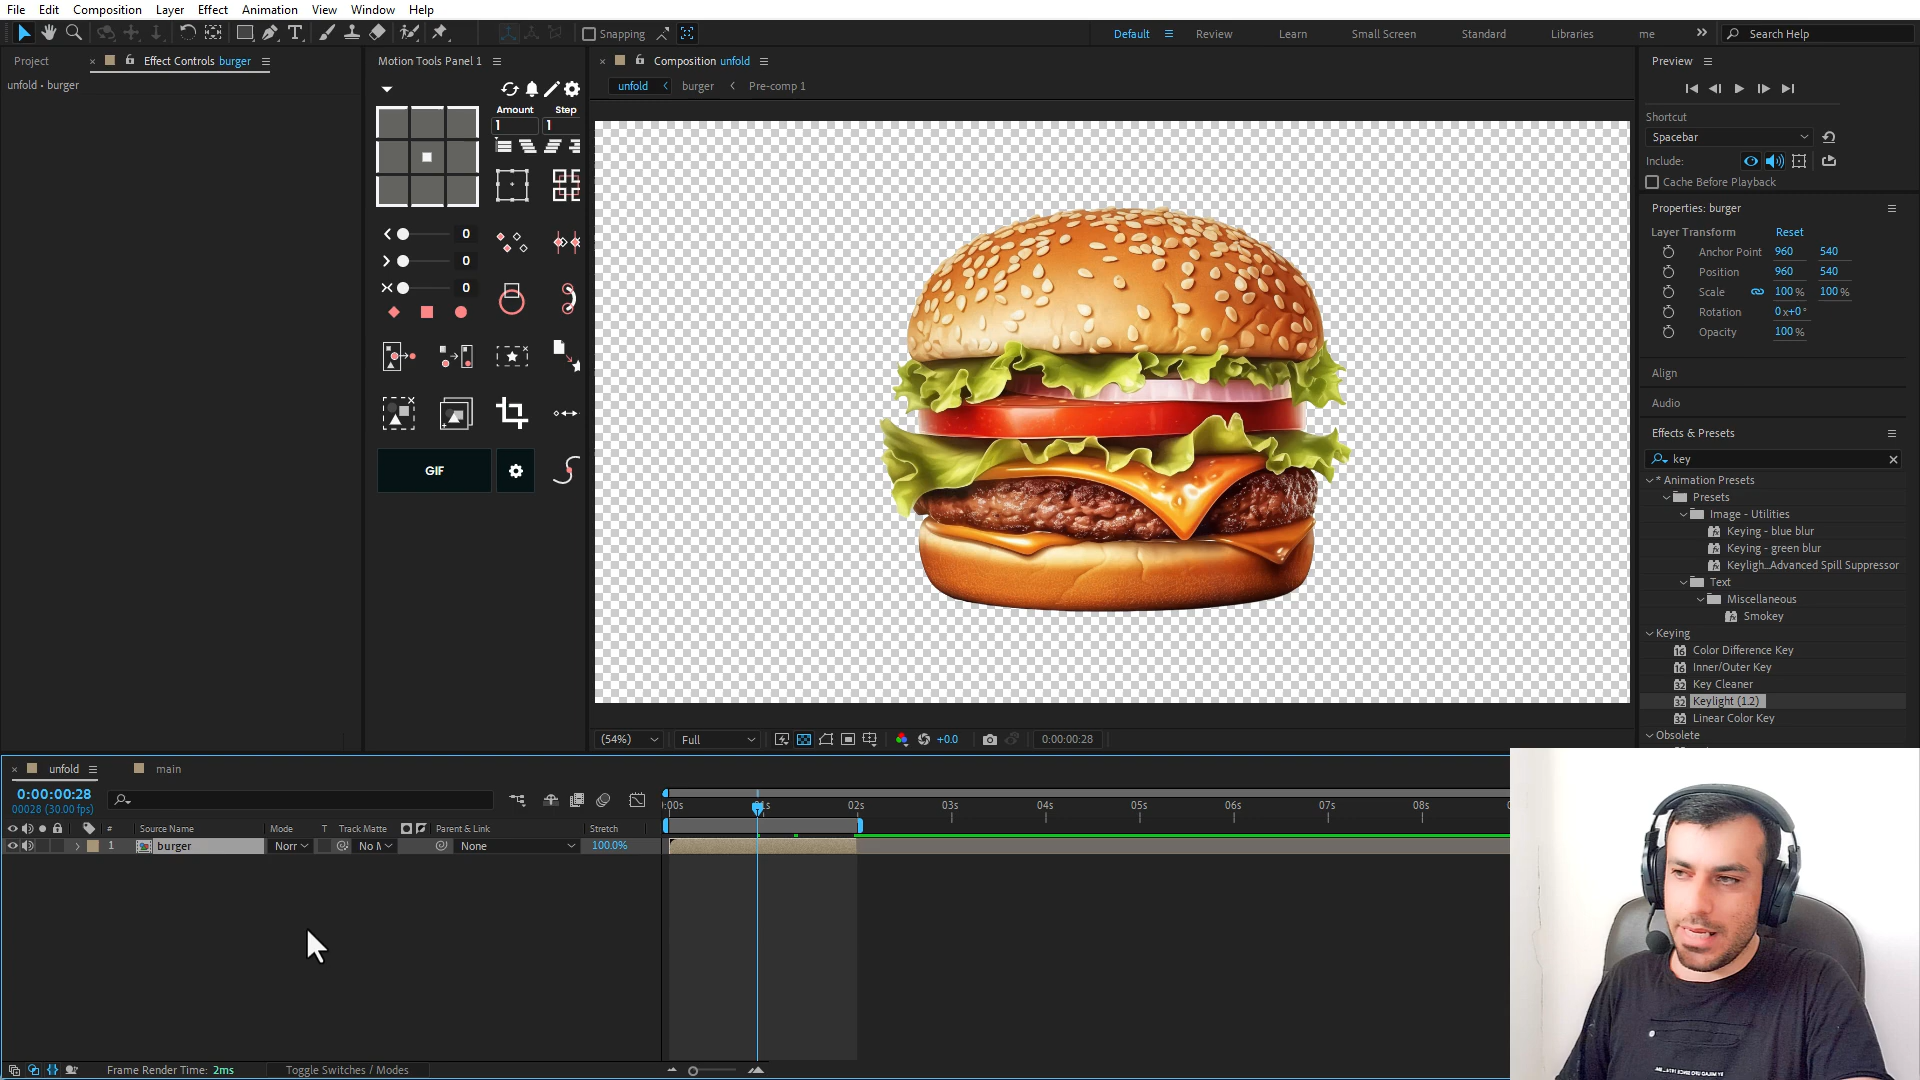 File Edit Composition Layer Effect Animation View Window Help
Snapping
Default Review Learn Small Screen Standard Libraries me Search Help
Project Effect Controls burger
unfold • burger
Motion Tools Panel 1
Amount Step
1 1
0
0
0
GIF
Composition unfold
unfold burger Pre-comp 1
(54%) Full +0.0 0:00:00:28
Preview
Shortcut
Spacebar
Include:
Cache Before Playback
Properties: burger
Layer Transform Reset
Anchor Point 960 540
Position 960 540
Scale 100 % 100 %
Rotation 0x+0°
Opacity 100 %
Align
Audio
Effects & Presets
key
* Animation Presets
Presets
Image - Utilities
Keying - blue blur
Keying - green blur
Keyligh...Advanced Spill Suppressor
Text
Miscellaneous
Smokey
Keying
Color Difference Key
Inner/Outer Key
Key Cleaner
Keylight (1.2)
Linear Color Key
Obsolete
unfold main
0:00:00:28
00028 (30.00 fps)
# Source Name Mode T Track Matte Parent & Link Stretch
1 burger Norr No M None 100.0%
:00s 02s 03s 04s 05s 06s 07s 08s
Frame Render Time: 2ms Toggle Switches / Modes